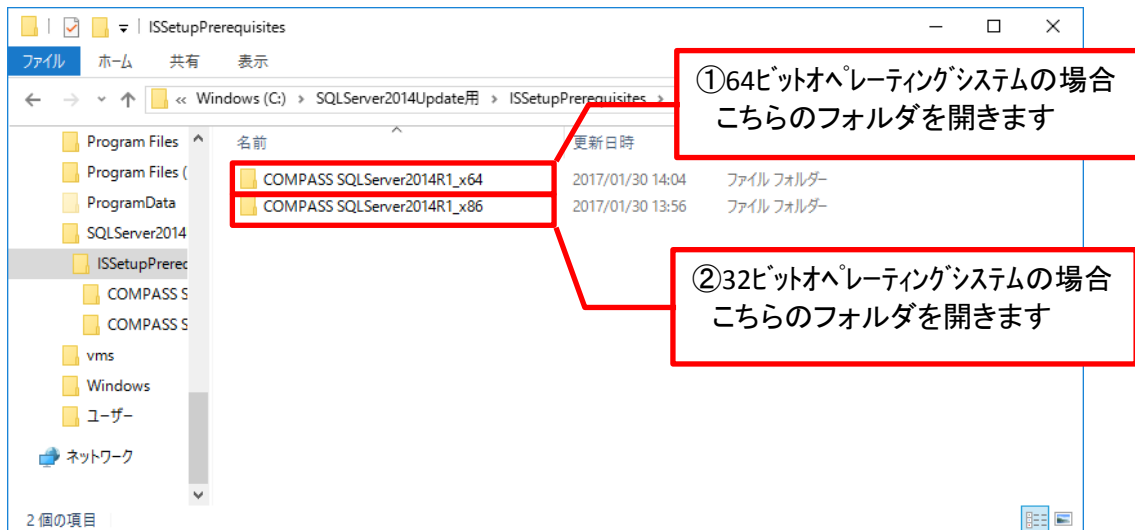 ISSetupPrerequisites
ファイル ホーム 共有 表示
« Windows (C:) › SQLServer2014Update用 › ISSetupPrerequisites ›
①64ﾋﾞｯﾄｵﾍﾟﾚｰﾃｨﾝｸﾞｼｽﾃﾑの場合
こちらのフォルダを開きます
名前 更新日時
Program Files
Program Files (
ProgramData
SQLServer2014
ISSetupPrerec
COMPASS S
COMPASS S
vms
Windows
ユーザー
ネットワーク
COMPASS SQLServer2014R1_x64 2017/01/30 14:04 ファイル フォルダー
COMPASS SQLServer2014R1_x86 2017/01/30 13:56 ファイル フォルダー
②32ﾋﾞｯﾄｵﾍﾟﾚｰﾃｨﾝｸﾞｼｽﾃﾑの場合
こちらのフォルダを開きます
2 個の項目